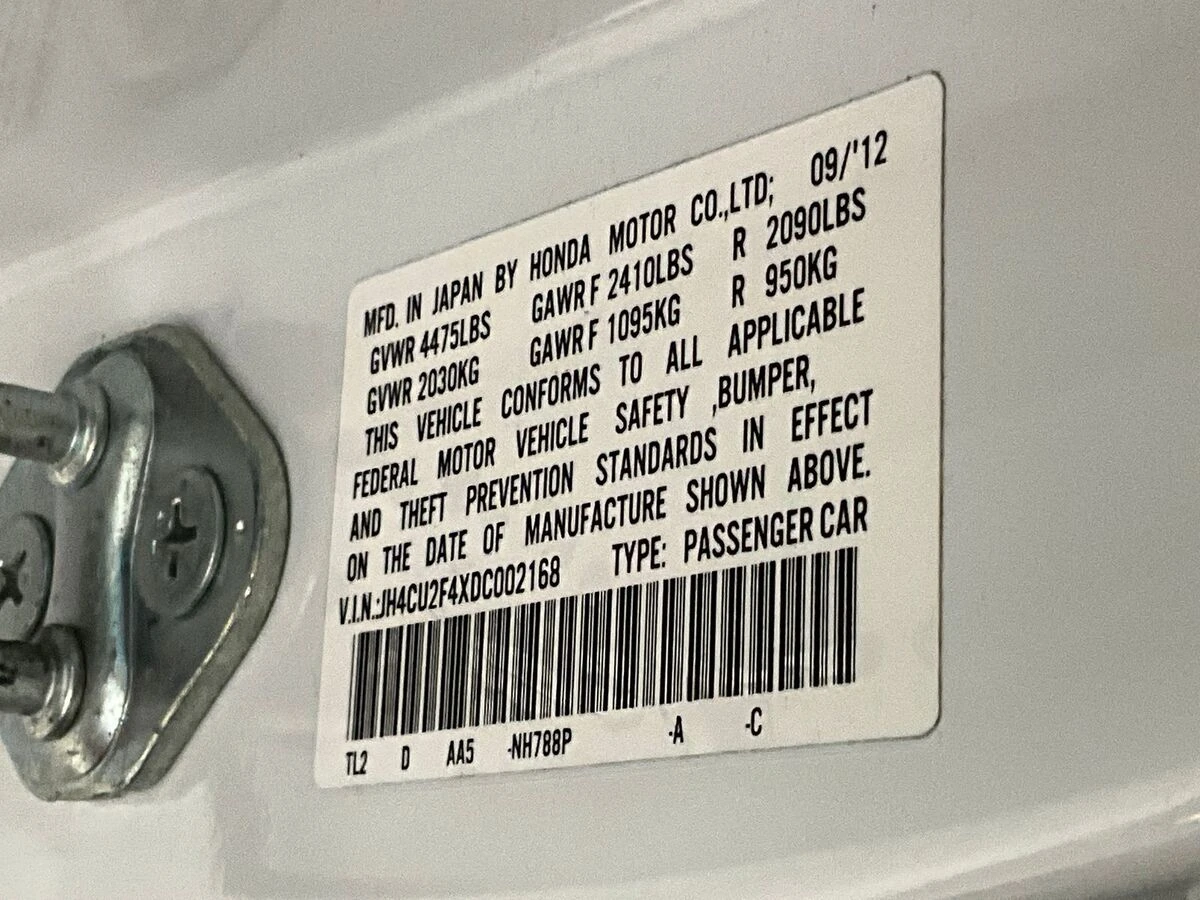 MFD. IN JAPAN BY HONDA MOTOR CO.,LTD; 09/'12
GVWR 4475LBS GAWR F 2410LBS R 2090LBS
GVWR 2030KG GAWR F 1095KG R 950KG
THIS VEHICLE CONFORMS TO ALL APPLICABLE
FEDERAL MOTOR VEHICLE SAFETY ,BUMPER,
AND THEFT PREVENTION STANDARDS IN EFFECT
ON THE DATE OF MANUFACTURE SHOWN ABOVE.
V.I.N.:JH4CU2F4XDC002168 TYPE: PASSENGER CAR
TL2 D AA5 -NH788P -A -C